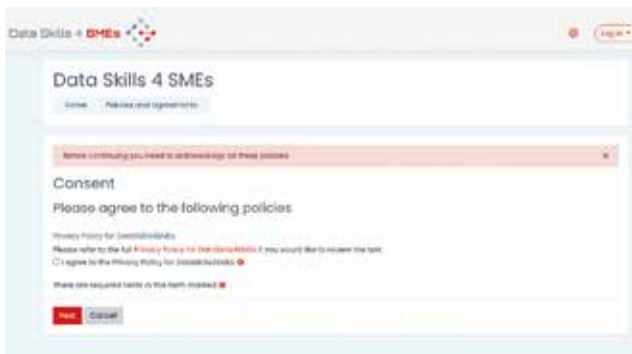 Data Skills 4 SMEs
Log in
Data Skills 4 SMEs
Home Policies and agreements
Before continuing you need to acknowledge all these policies
Consent
Please agree to the following policies
Privacy Policy for DataSkills4SMEs
Please refer to the full Privacy Policy for DataSkills4SMEs if you would like to review the text.
I agree to the Privacy Policy for DataSkills4SMEs
There are required fields in this form marked
Next Cancel